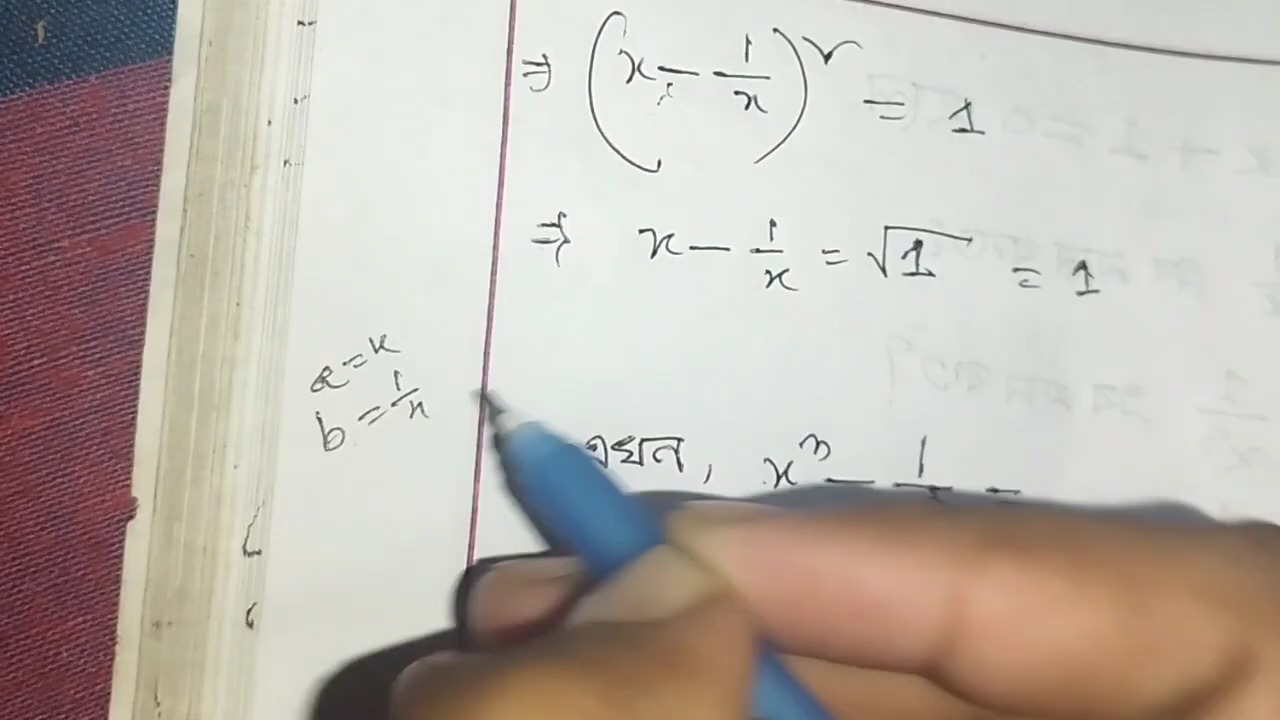 ⇒ (x - 1/x)² = 1
⇒ x - 1/x = √1 = 1
a = x
b = 1/x
এখন, x³ - 1/